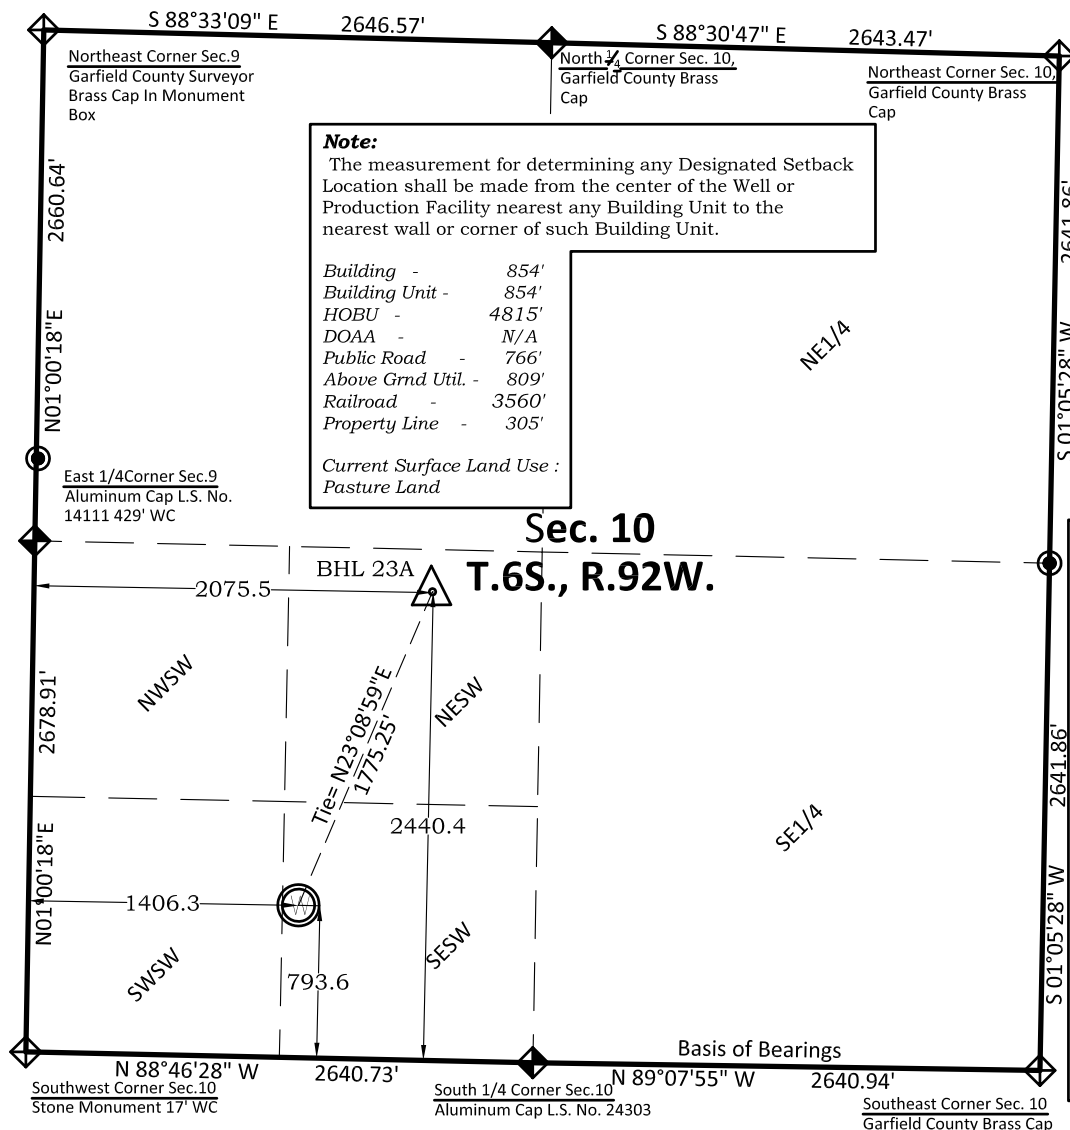 S 88°33'09" E 2646.57'
S 88°30'47" E 2643.47'
Northeast Corner Sec.9
Garfield County Surveyor
Brass Cap In Monument
Box
North 1/4 Corner Sec. 10,
Garfield County Brass
Cap
Northeast Corner Sec. 10,
Garfield County Brass
Cap
Note:
The measurement for determining any Designated Setback
Location shall be made from the center of the Well or
Production Facility nearest any Building Unit to the
nearest wall or corner of such Building Unit.
Building - 854'
Building Unit - 854'
HOBU - 4815'
DOAA - N/A
Public Road - 766'
Above Grnd Util. - 809'
Railroad - 3560'
Property Line - 305'
Current Surface Land Use :
Pasture Land
N01°00'18"E 2660.64'
S 01°05'28" W 2641.86'
NE1/4
East 1/4Corner Sec.9
Aluminum Cap L.S. No.
14111 429' WC
Sec. 10
T.6S., R.92W.
BHL 23A
2075.5
NWSW
NESW
Tie= N23°08'59"E
1775.25'
N01°00'18"E 2678.91'
2440.4
SE1/4
S 01°05'28" W 2641.86'
1406.3
W
793.6
SWSW
SESW
Basis of Bearings
N 88°46'28" W 2640.73'
N 89°07'55" W 2640.94'
Southwest Corner Sec.10
Stone Monument 17' WC
South 1/4 Corner Sec.10
Aluminum Cap L.S. No. 24303
Southeast Corner Sec. 10
Garfield County Brass Cap